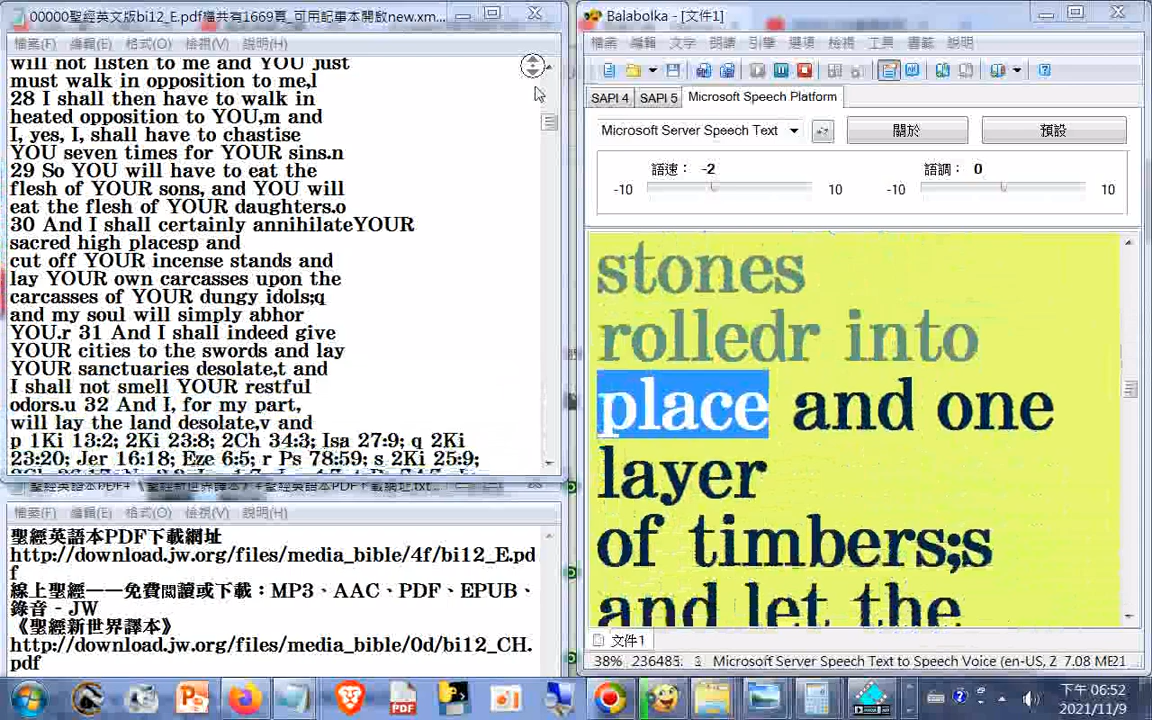 00000聖經英文版bi12_E.pdf檔共有1669頁_可用記事本開啟new.xm...
檔案(F) 編輯(E) 格式(O) 檢視(V) 說明(H)
will not listen to me and YOU just
must walk in opposition to me,l
28 I shall then have to walk in
heated opposition to YOU,m and
I, yes, I, shall have to chastise
YOU seven times for YOUR sins.n
29 So YOU will have to eat the
flesh of YOUR sons, and YOU will
eat the flesh of YOUR daughters.o
30 And I shall certainly annihilateYOUR
sacred high placesp and
cut off YOUR incense stands and
lay YOUR own carcasses upon the
carcasses of YOUR dungy idols;q
and my soul will simply abhor
YOU.r 31 And I shall indeed give
YOUR cities to the swords and lay
YOUR sanctuaries desolate,t and
I shall not smell YOUR restful
odors.u 32 And I, for my part,
will lay the land desolate,v and
p 1Ki 13:2; 2Ki 23:8; 2Ch 34:3; Isa 27:9; q 2Ki
23:20; Jer 16:18; Eze 6:5; r Ps 78:59; s 2Ki 25:9;
檔案(F) 編輯(E) 格式(O) 檢視(V) 說明(H)
聖經英語本PDF下載網址
http://download.jw.org/files/media_bible/4f/bi12_E.pd
f
線上聖經──免費閱讀或下載：MP3、AAC、PDF、EPUB、
錄音 - JW
《聖經新世界譯本》
http://download.jw.org/files/media_bible/0d/bi12_CH.
pdf
Balabolka - [文件1]
檔案 編輯 文字 朗讀 引擎 選項 檢視 工具 書籤 說明
SAPI 4 SAPI 5 Microsoft Speech Platform
Microsoft Server Speech Text 關於 預設
語速： -2 語調： 0
-10 10 -10 10
stones
rolledr into
place and one
layer
of timbers;s
and let the
文件1
38% 236485: 1 Microsoft Server Speech Text to Speech Voice (en-US, Z 7.08 ME21
下午 06:52
2021/11/9